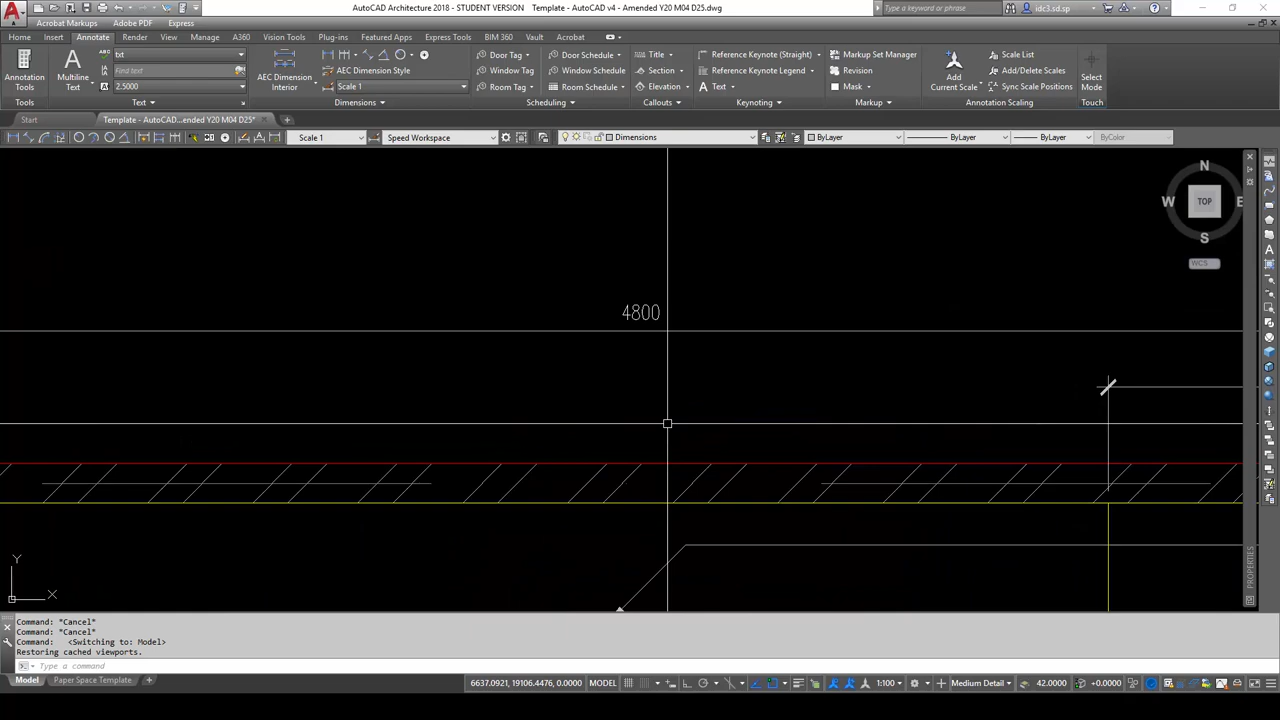 AutoCAD Architecture 2018 - STUDENT VERSION Template - AutoCAD v4 - Amended Y20 M04 D25.dwg
Type a keyword or phrase
idc3.sd.sp
Acrobat Markups Adobe PDF Express
Home Insert Annotate Render View Manage A360 Vision Tools Plug-ins Featured Apps Express Tools BIM 360 Vault Acrobat
Annotation Tools
Tools
Multiline Text
txt
Find text
2.5000
Text
AEC Dimension Interior
AEC Dimension Style
Scale 1
Dimensions
Door Tag
Window Tag
Room Tag
Door Schedule
Window Schedule
Room Schedule
Scheduling
Title
Section
Elevation
Callouts
Reference Keynote (Straight)
Reference Keynote Legend
Text
Keynoting
Markup Set Manager
Revision
Mask
Markup
Add Current Scale
Scale List
Add/Delete Scales
Sync Scale Positions
Annotation Scaling
Select Mode
Touch
Start Template - AutoCAD...ended Y20 M04 D25*
Scale 1 Speed Workspace Dimensions ByLayer ByLayer ByLayer ByColor
N
W TOP E
S
WCS
4800
PROPERTIES
Y
X
Command: *Cancel*
Command: *Cancel*
Command: <Switching to: Model>
Restoring cached viewports.
Type a command
Model Paper Space Template
6637.0921, 19106.4476, 0.0000 MODEL 1:100 Medium Detail 42.0000 +0.0000